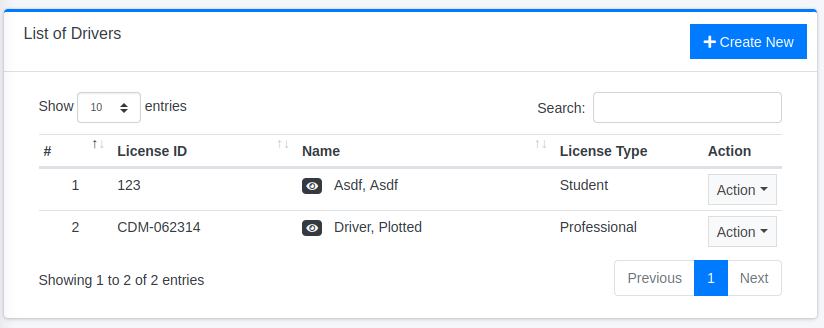 List of Drivers
Create New
Show 10 entries
Search:
# License ID Name License Type Action
1 123 Asdf, Asdf Student Action
2 CDM-062314 Driver, Plotted Professional Action
Showing 1 to 2 of 2 entries
Previous 1 Next